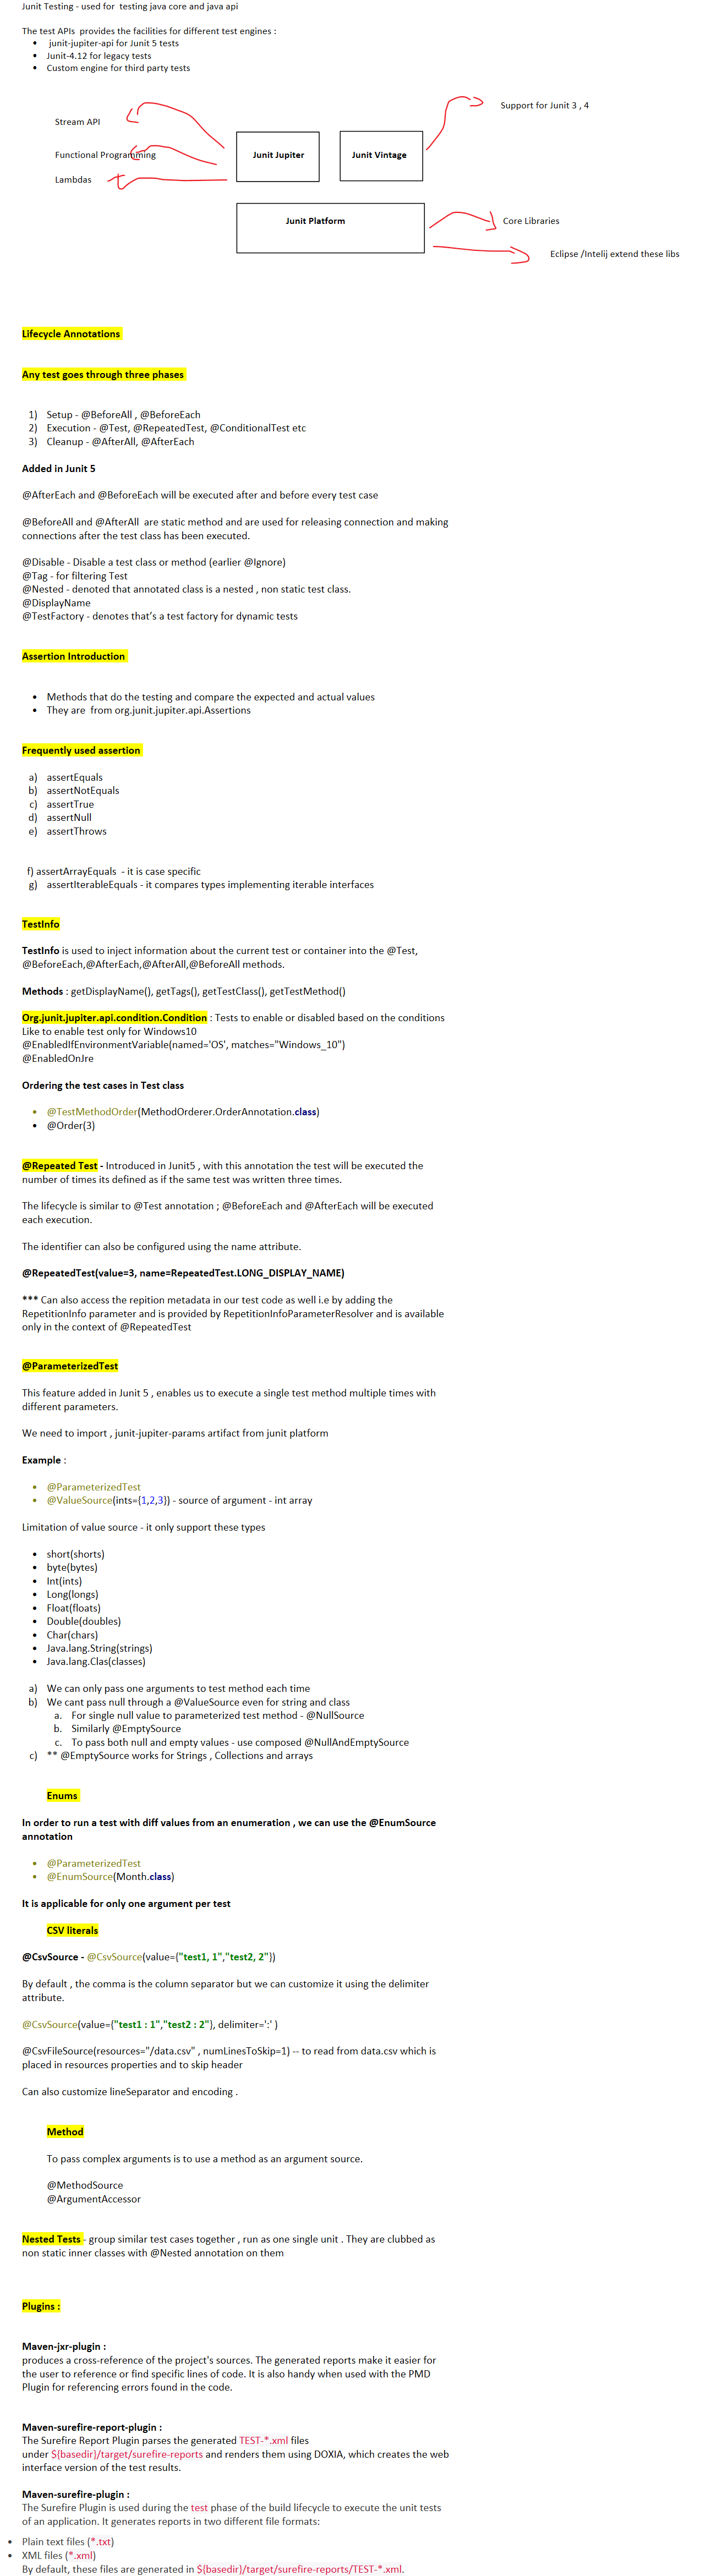 Junit Testing - used for  testing java core and java api
The test APIs  provides the facilities for different test engines :
• junit-jupiter-api for Junit 5 tests
• Junit-4.12 for legacy tests
• Custom engine for third party tests
Support for Junit 3 , 4
Stream API
Functional Programming
Junit Jupiter
Junit Vintage
Lambdas
Junit Platform
Core Libraries
Eclipse /Intelij extend these libs
Lifecycle Annotations
Any test goes through three phases
1) Setup - @BeforeAll , @BeforeEach
2) Execution - @Test, @RepeatedTest, @ConditionalTest etc
3) Cleanup - @AfterAll, @AfterEach
Added in Junit 5
@AfterEach and @BeforeEach will be executed after and before every test case
@BeforeAll and @AfterAll  are static method and are used for releasing connection and making
connections after the test class has been executed.
@Disable - Disable a test class or method (earlier @Ignore)
@Tag - for filtering Test
@Nested - denoted that annotated class is a nested , non static test class.
@DisplayName
@TestFactory - denotes that's a test factory for dynamic tests
Assertion Introduction
• Methods that do the testing and compare the expected and actual values
• They are  from org.junit.jupiter.api.Assertions
Frequently used assertion
a) assertEquals
b) assertNotEquals
c) assertTrue
d) assertNull
e) assertThrows
f) assertArrayEquals  - it is case specific
g) assertIterableEquals - it compares types implementing iterable interfaces
TestInfo
TestInfo is used to inject information about the current test or container into the @Test,
@BeforeEach,@AfterEach,@AfterAll,@BeforeAll methods.
Methods : getDisplayName(), getTags(), getTestClass(), getTestMethod()
Org.junit.jupiter.api.condition.Condition : Tests to enable or disabled based on the conditions
Like to enable test only for Windows10
@EnabledIfEnvironmentVariable(named='OS', matches="Windows_10")
@EnabledOnJre
Ordering the test cases in Test class
• @TestMethodOrder(MethodOrderer.OrderAnnotation.class)
• @Order(3)
@Repeated Test - Introduced in Junit5 , with this annotation the test will be executed the
number of times its defined as if the same test was written three times.
The lifecycle is similar to @Test annotation ; @BeforeEach and @AfterEach will be executed
each execution.
The identifier can also be configured using the name attribute.
@RepeatedTest(value=3, name=RepeatedTest.LONG_DISPLAY_NAME)
*** Can also access the repition metadata in our test code as well i.e by adding the
RepetitionInfo parameter and is provided by RepetitionInfoParameterResolver and is available
only in the context of @RepeatedTest
@ParameterizedTest
This feature added in Junit 5 , enables us to execute a single test method multiple times with
different parameters.
We need to import , junit-jupiter-params artifact from junit platform
Example :
• @ParameterizedTest
• @ValueSource(ints={1,2,3}) - source of argument - int array
Limitation of value source - it only support these types
• short(shorts)
• byte(bytes)
• Int(ints)
• Long(longs)
• Float(floats)
• Double(doubles)
• Char(chars)
• Java.lang.String(strings)
• Java.lang.Clas(classes)
a) We can only pass one arguments to test method each time
b) We cant pass null through a @ValueSource even for string and class
a. For single null value to parameterized test method - @NullSource
b. Similarly @EmptySource
c. To pass both null and empty values - use composed @NullAndEmptySource
c) ** @EmptySource works for Strings , Collections and arrays
Enums
In order to run a test with diff values from an enumeration , we can use the @EnumSource
annotation
• @ParameterizedTest
• @EnumSource(Month.class)
It is applicable for only one argument per test
CSV literals
@CsvSource - @CsvSource(value={"test1, 1","test2, 2"})
By default , the comma is the column separator but we can customize it using the delimiter
attribute.
@CsvSource(value={"test1 : 1","test2 : 2"}, delimiter=':' )
@CsvFileSource(resources="/data.csv" , numLinesToSkip=1) -- to read from data.csv which is
placed in resources properties and to skip header
Can also customize lineSeparator and encoding .
Method
To pass complex arguments is to use a method as an argument source.
@MethodSource
@ArgumentAccessor
Nested Tests - group similar test cases together , run as one single unit . They are clubbed as
non static inner classes with @Nested annotation on them
Plugins :
Maven-jxr-plugin :
produces a cross-reference of the project's sources. The generated reports make it easier for
the user to reference or find specific lines of code. It is also handy when used with the PMD
Plugin for referencing errors found in the code.
Maven-surefire-report-plugin :
The Surefire Report Plugin parses the generated TEST-*.xml files
under ${basedir}/target/surefire-reports and renders them using DOXIA, which creates the web
interface version of the test results.
Maven-surefire-plugin :
The Surefire Plugin is used during the test phase of the build lifecycle to execute the unit tests
of an application. It generates reports in two different file formats:
• Plain text files (*.txt)
• XML files (*.xml)
By default, these files are generated in ${basedir}/target/surefire-reports/TEST-*.xml.